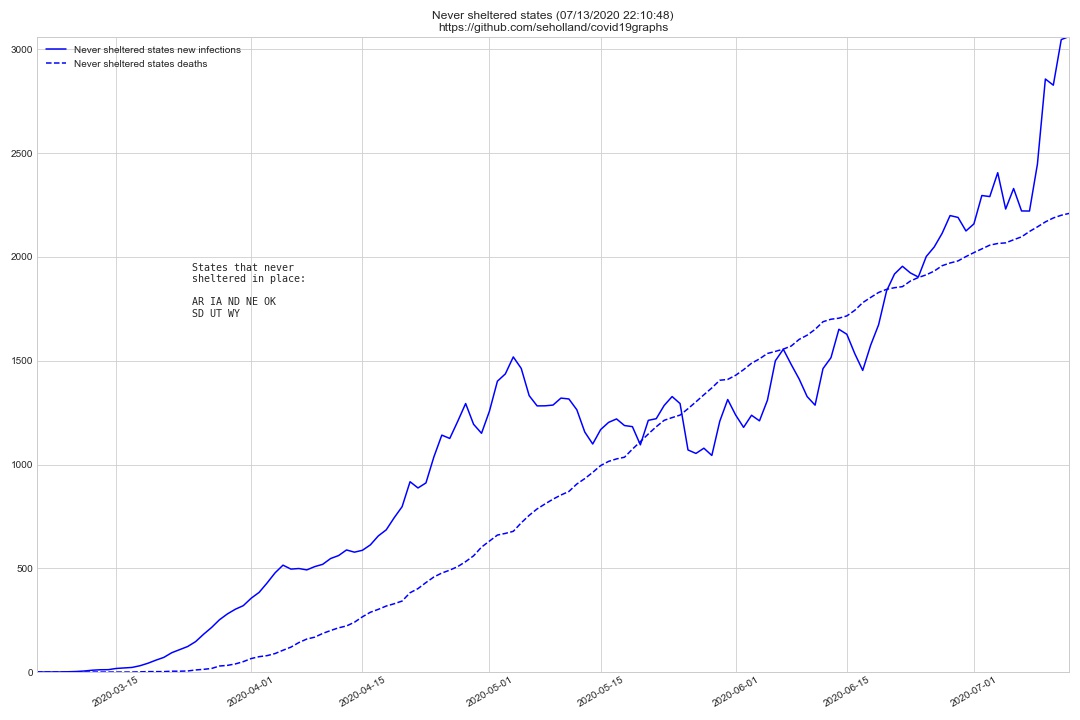 Never sheltered states (07/13/2020 22:10:48)
https://github.com/seholland/covid19graphs
Never sheltered states new infections
Never sheltered states deaths
3000
2500
2000
1500
1000
500
0
States that never
sheltered in place:
AR IA ND NE OK
SD UT WY
2020-03-15
2020-04-01
2020-04-15
2020-05-01
2020-05-15
2020-06-01
2020-06-15
2020-07-01